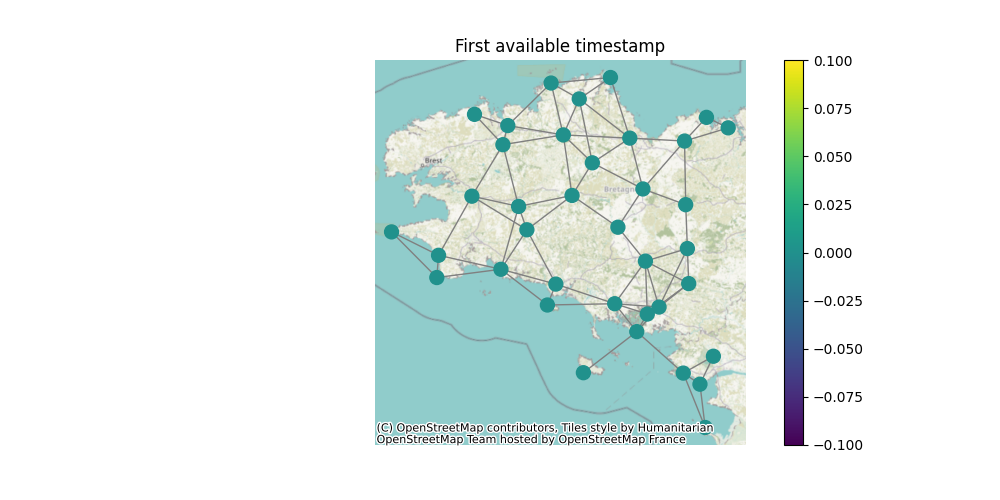 First available timestamp
Brest
Bretagne
0.100
0.075
0.050
0.025
0.000
−0.025
−0.050
−0.075
−0.100
(C) OpenStreetMap contributors, Tiles style by Humanitarian
OpenStreetMap Team hosted by OpenStreetMap France